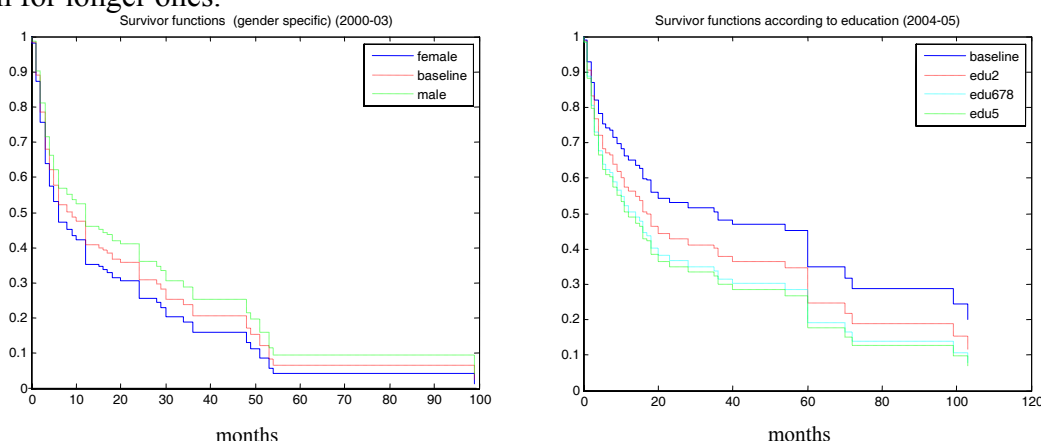 n for longer ones.
Survivor functions (gender specific) (2000-03)
1
0.9
0.8
0.7
0.6
0.5
0.4
0.3
0.2
0.1
0
0 10 20 30 40 50 60 70 80 90 100
female
baseline
male
months
Survivor functions according to education (2004-05)
1
0.9
0.8
0.7
0.6
0.5
0.4
0.3
0.2
0.1
0
0 20 40 60 80 100 120
baseline
edu2
edu678
edu5
months